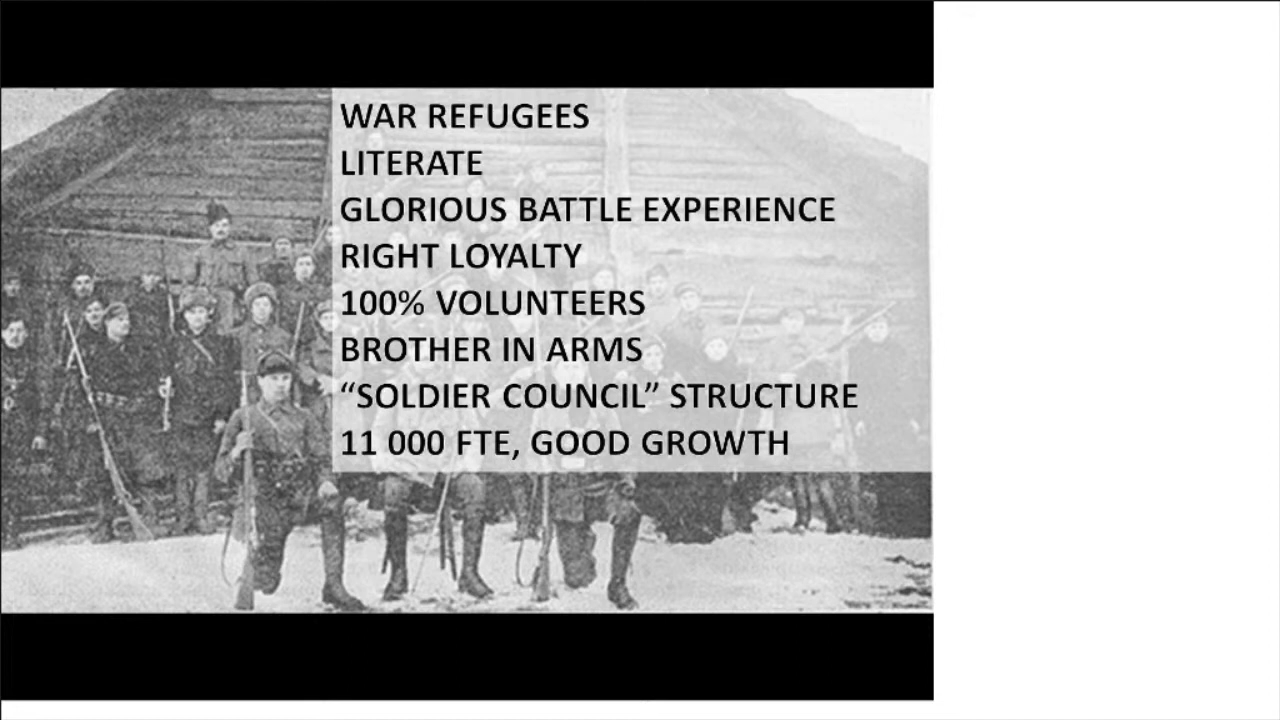 WAR REFUGEES
LITERATE
GLORIOUS BATTLE EXPERIENCE
RIGHT LOYALTY
100% VOLUNTEERS
BROTHER IN ARMS
“SOLDIER COUNCIL” STRUCTURE
11 000 FTE, GOOD GROWTH